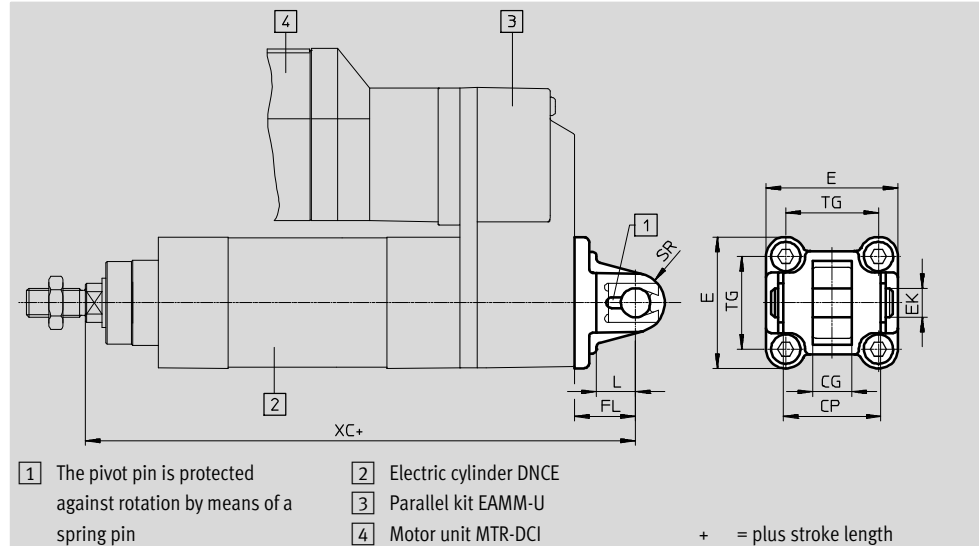 4
3
1
SR
E
TG
E
TG
EK
L
FL
CG
CP
2
XC+
1 The pivot pin is protected
against rotation by means of a
spring pin
2 Electric cylinder DNCE
3 Parallel kit EAMM-U
4 Motor unit MTR-DCI
+ = plus stroke length